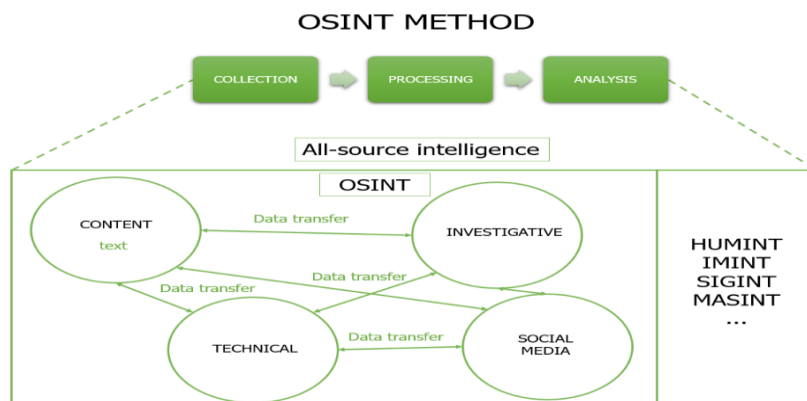 OSINT METHOD
COLLECTION
PROCESSING
ANALYSIS
All-source intelligence
OSINT
CONTENT
text
Data transfer
INVESTIGATIVE
Data transfer
Data transfer
TECHNICAL
Data transfer
SOCIAL
MEDIA
HUMINT
IMINT
SIGINT
MASINT
...